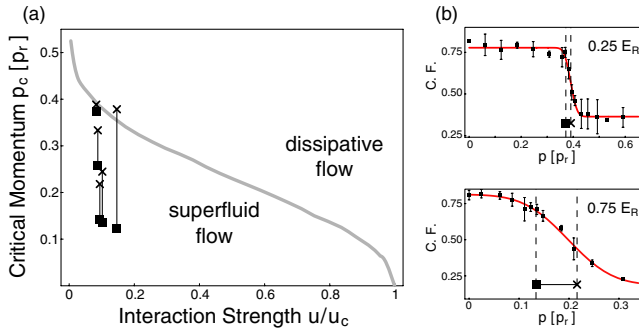 (a)
Critical Momentum p_c [p_r]
0.5
0.4
0.3
0.2
0.1
dissipative
flow
superfluid
flow
0.0 0.2 0.4 0.6 0.8 1.0
Interaction Strength u/u_c
(b)
C. F.
0.75
0.50
0.25
0.25 E_R
0.0 0.2 0.4 0.6
p [p_r]
C. F.
0.75
0.50
0.25
0.75 E_R
0.0 0.1 0.2 0.3
p [p_r]